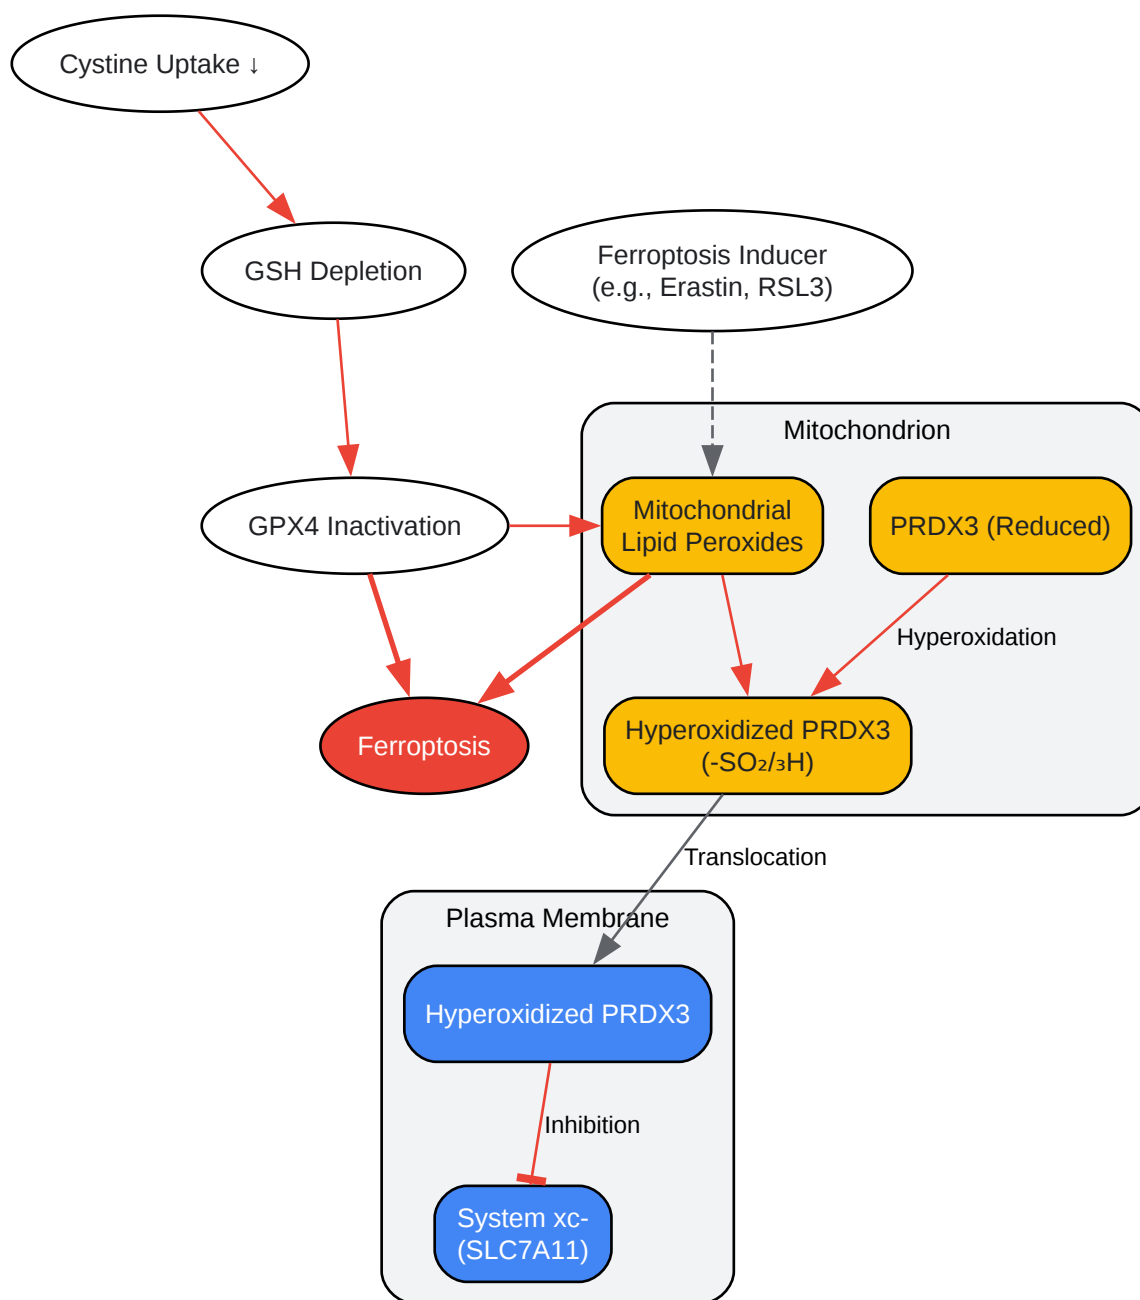 Cystine Uptake ↓
GSH Depletion
Ferroptosis Inducer
(e.g., Erastin, RSL3)
Mitochondrion
GPX4 Inactivation
Mitochondrial
Lipid Peroxides
PRDX3 (Reduced)
Hyperoxidation
Ferroptosis
Hyperoxidized PRDX3
(-SO₂/₃H)
Translocation
Plasma Membrane
Hyperoxidized PRDX3
Inhibition
System xc-
(SLC7A11)